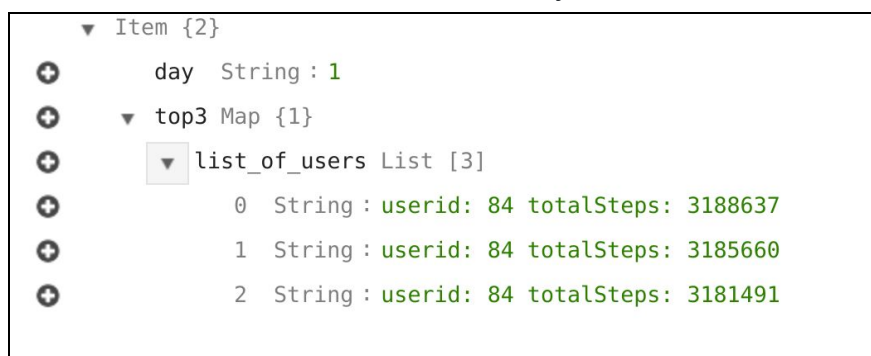 Item {2}
day String : 1
top3 Map {1}
list_of_users List [3]
0 String : userid: 84 totalSteps: 3188637
1 String : userid: 84 totalSteps: 3185660
2 String : userid: 84 totalSteps: 3181491